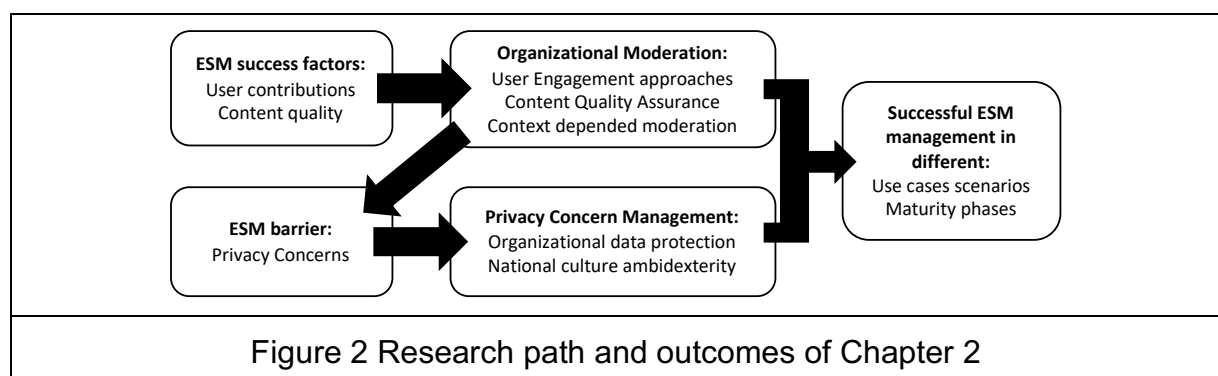 ESM success factors:
User contributions
Content quality
Organizational Moderation:
User Engagement approaches
Content Quality Assurance
Context depended moderation
ESM barrier:
Privacy Concerns
Privacy Concern Management:
Organizational data protection
National culture ambidexterity
Successful ESM
management in
different:
Use cases scenarios
Maturity phases
Figure 2 Research path and outcomes of Chapter 2